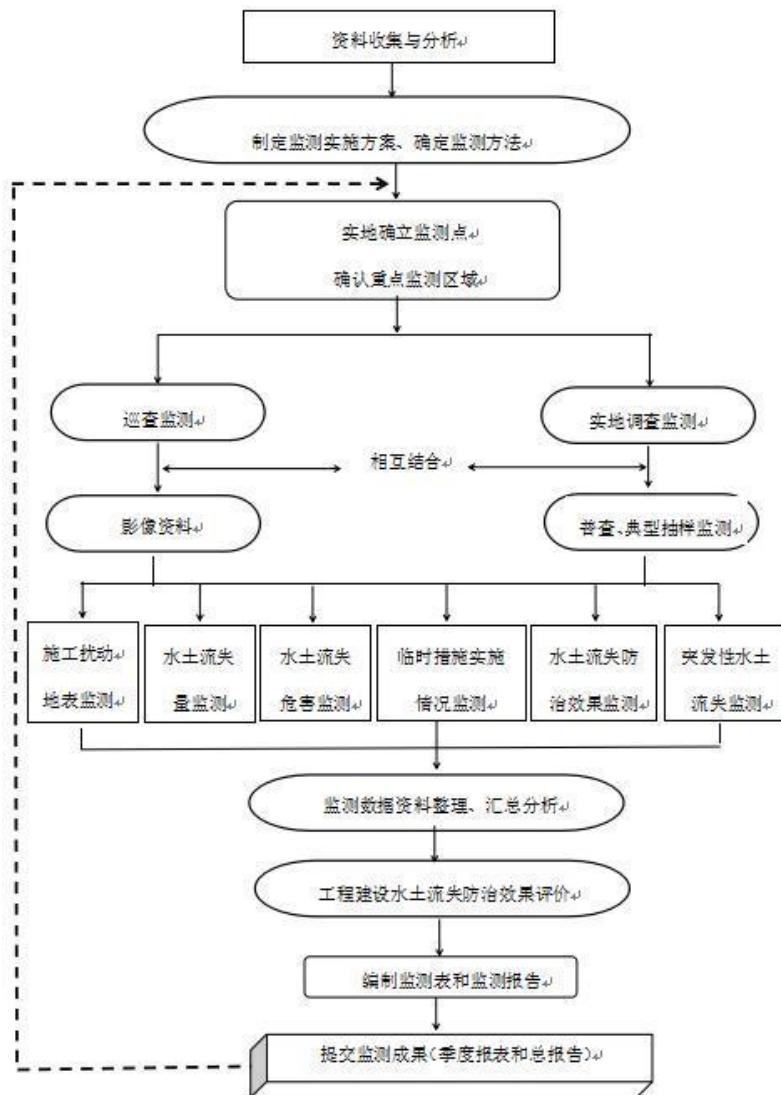 资料收集与分析
制定监测实施方案、确定监测方法
实地确立监测点
确认重点监测区域
巡查监测
实地调查监测
相互结合
影像资料
普查、典型抽样监测
施工扰动
地表监测
水土流失
量监测
水土流失
危害监测
临时措施实施
情况监测
水土流失防
治效果监测
突发性水土
流失监测
监测数据资料整理、汇总分析
工程建设水土流失防治效果评价
编制监测表和监测报告
提交监测成果(季度报表和总报告)